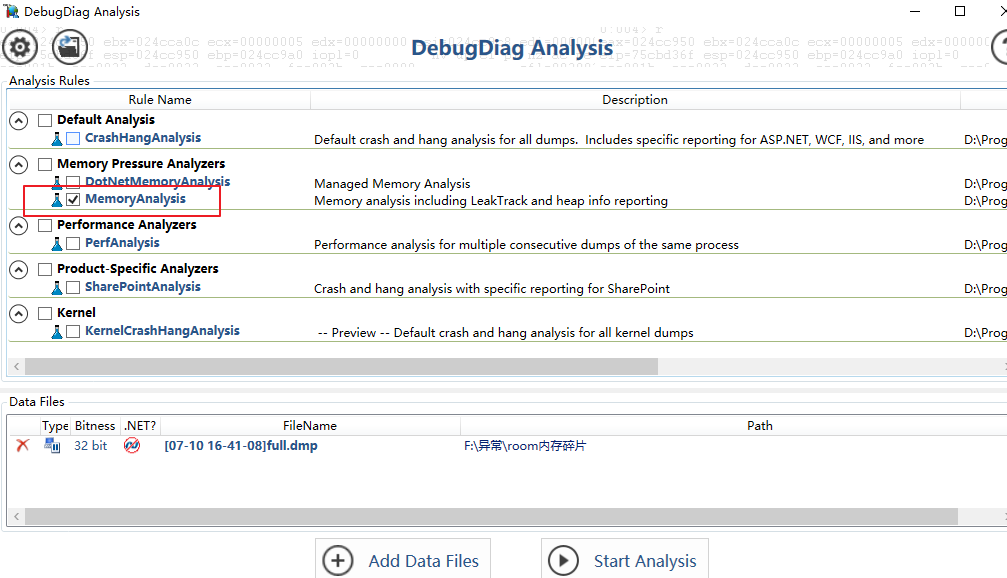 DebugDiag Analysis
DebugDiag Analysis
Analysis Rules
Rule Name Description
Default Analysis
CrashHangAnalysis Default crash and hang analysis for all dumps. Includes specific reporting for ASP.NET, WCF, IIS, and more D:\Prog
Memory Pressure Analyzers
DotNetMemoryAnalysis Managed Memory Analysis D:\Prog
MemoryAnalysis Memory analysis including LeakTrack and heap info reporting D:\Prog
Performance Analyzers
PerfAnalysis Performance analysis for multiple consecutive dumps of the same process D:\Prog
Product-Specific Analyzers
SharePointAnalysis Crash and hang analysis with specific reporting for SharePoint D:\Prog
Kernel
KernelCrashHangAnalysis -- Preview -- Default crash and hang analysis for all kernel dumps D:\Prog
Data Files
Type Bitness .NET? FileName Path
32 bit [07-10 16-41-08]full.dmp F:\异常\room内存碎片
Add Data Files Start Analysis